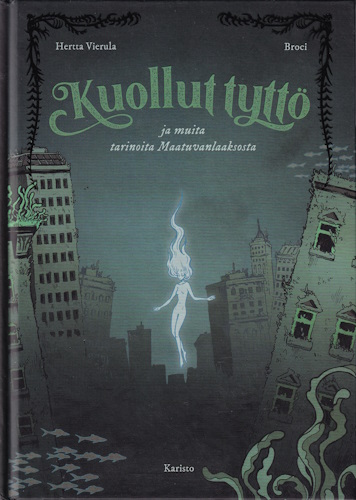 Hertta Vierula
Broci
Kuollut tyttö
ja muita
tarinoita Maatuvanlaaksosta
Karisto